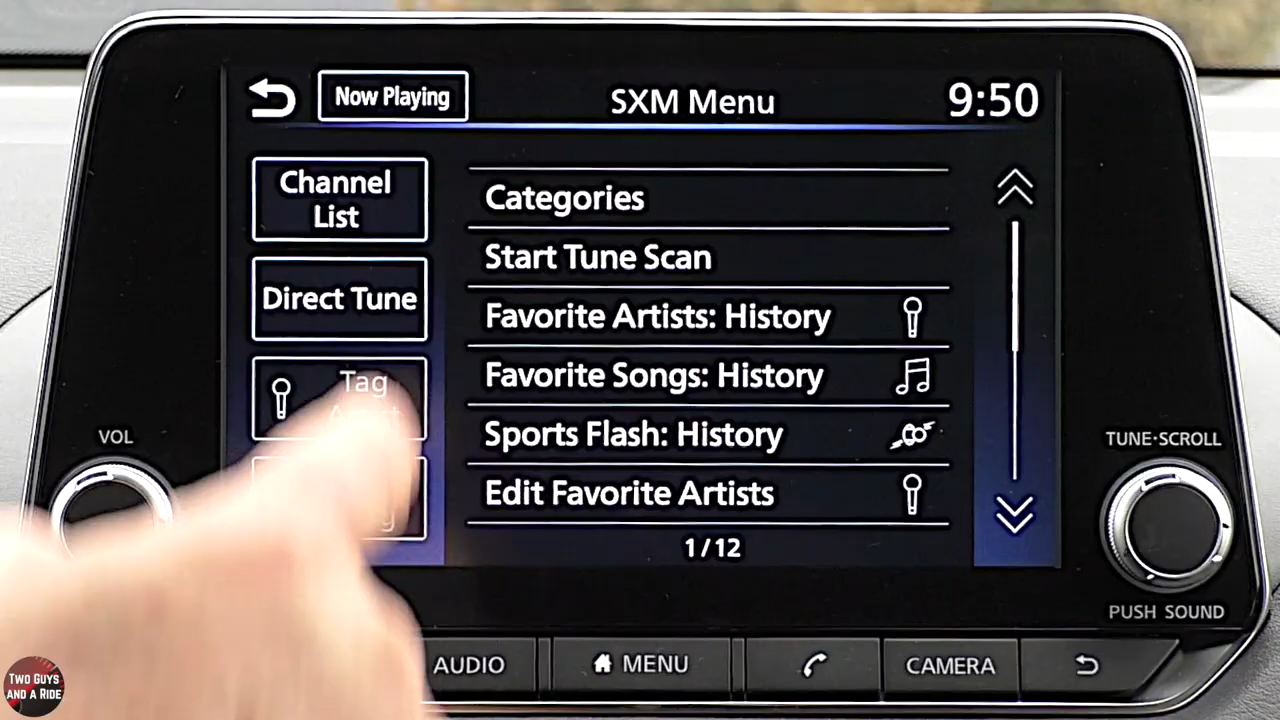 Now Playing
SXM Menu
9:50
Channel
List
Direct Tune
Tag
Categories
Start Tune Scan
Favorite Artists: History
Favorite Songs: History
Sports Flash: History
Edit Favorite Artists
1/12
VOL
TUNE·SCROLL
PUSH SOUND
AUDIO
MENU
CAMERA
TWO GUYS
AND A RIDE